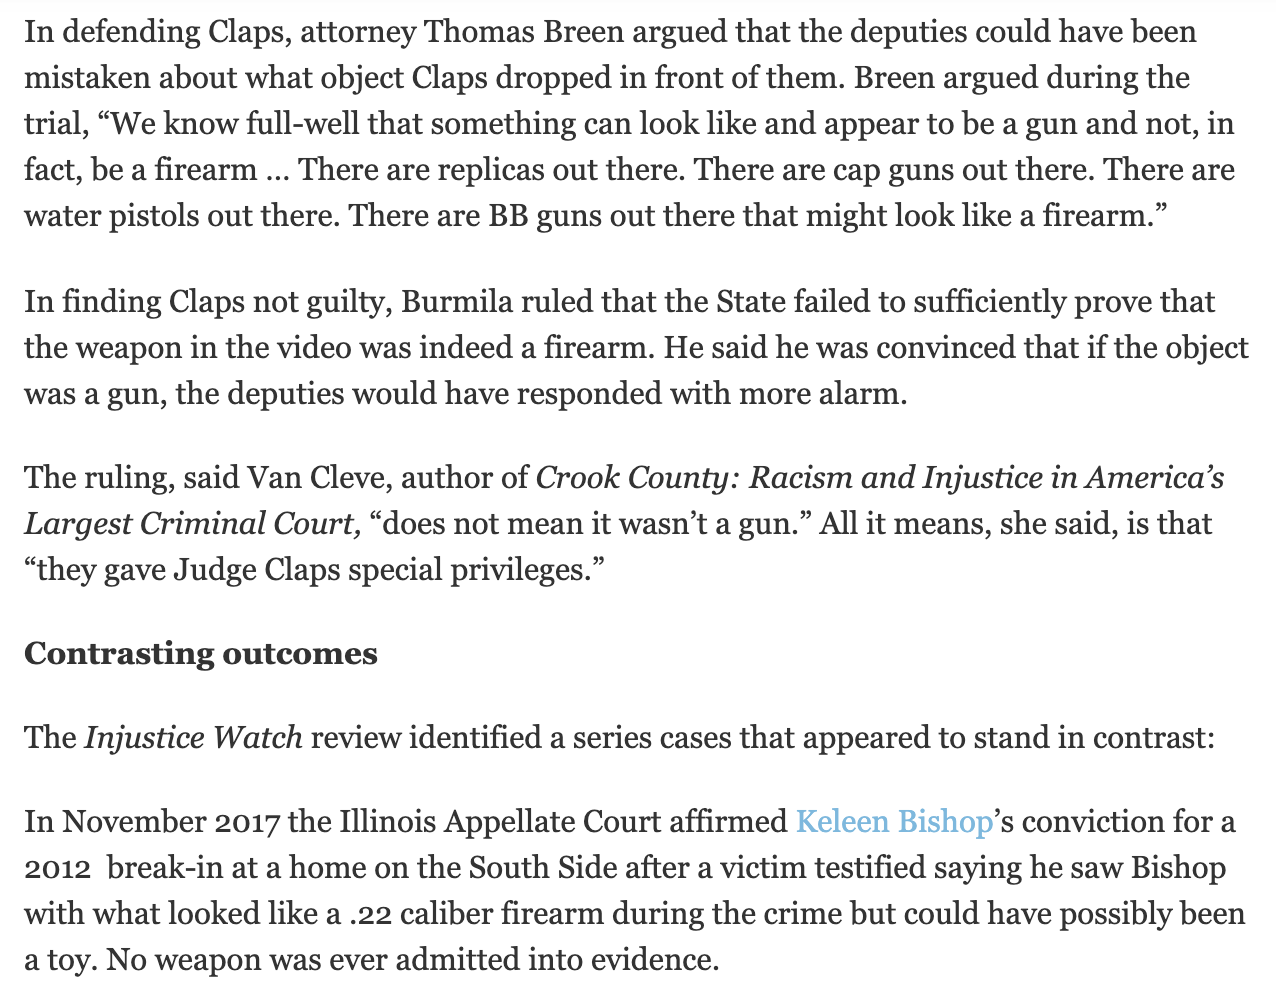 In defending Claps, attorney Thomas Breen argued that the deputies could have been
mistaken about what object Claps dropped in front of them. Breen argued during the
trial, “We know full-well that something can look like and appear to be a gun and not, in
fact, be a firearm … There are replicas out there. There are cap guns out there. There are
water pistols out there. There are BB guns out there that might look like a firearm.”
In finding Claps not guilty, Burmila ruled that the State failed to sufficiently prove that
the weapon in the video was indeed a firearm. He said he was convinced that if the object
was a gun, the deputies would have responded with more alarm.
The ruling, said Van Cleve, author of Crook County: Racism and Injustice in America’s
Largest Criminal Court, “does not mean it wasn’t a gun.” All it means, she said, is that
“they gave Judge Claps special privileges.”
Contrasting outcomes
The Injustice Watch review identified a series cases that appeared to stand in contrast:
In November 2017 the Illinois Appellate Court affirmed Keleen Bishop’s conviction for a
2012  break-in at a home on the South Side after a victim testified saying he saw Bishop
with what looked like a .22 caliber firearm during the crime but could have possibly been
a toy. No weapon was ever admitted into evidence.